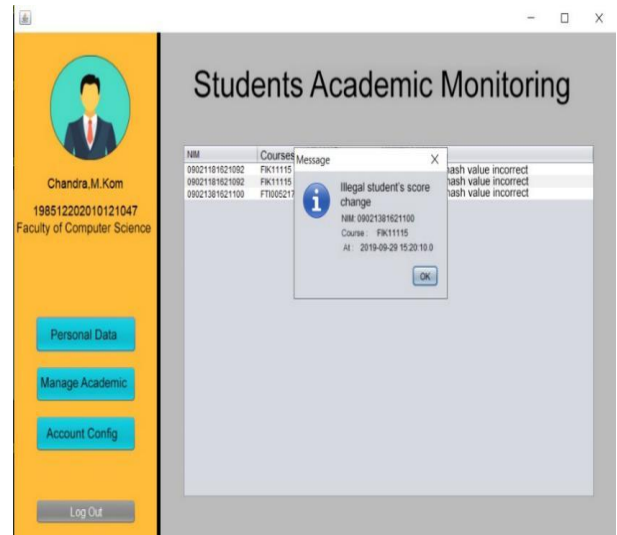 Students Academic Monitoring
Chandra,M.Kom
198512202010121047
Faculty of Computer Science
Personal Data
Manage Academic
Account Config
Log Out
NIM Courses
09021181621092 FIK11115 hash value incorrect
09021181621092 FIK11115 hash value incorrect
09021381621100 FTI005217 hash value incorrect
Message X
Illegal student's score
change
NIM: 09021381621100
Course : FIK11115
At : 2019-09-29 15:20:10.0
OK